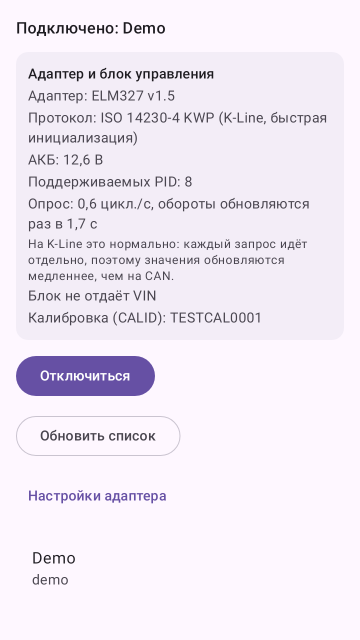 Подключено: Demo
Адаптер и блок управления
Адаптер: ELM327 v1.5
Протокол: ISO 14230-4 KWP (K-Line, быстрая
инициализация)
АКБ: 12,6 В
Поддерживаемых PID: 8
Опрос: 0,6 цикл./с, обороты обновляются
раз в 1,7 с
На K-Line это нормально: каждый запрос идёт
отдельно, поэтому значения обновляются
медленнее, чем на CAN.
Блок не отдаёт VIN
Калибровка (CALID): TESTCAL0001
Отключиться
Обновить список
Настройки адаптера
Demo
demo